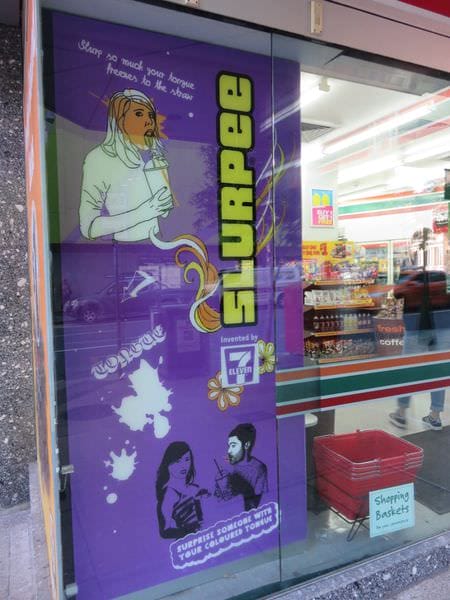 Slurp so much your tongue
freezes to the straw
SLURPEE
Invented by
7
ELEVEN
TONGUE
SURPRISE SOMEONE WITH
YOUR COLOURED TONGUE
fresh
coffe
Shopping
Baskets